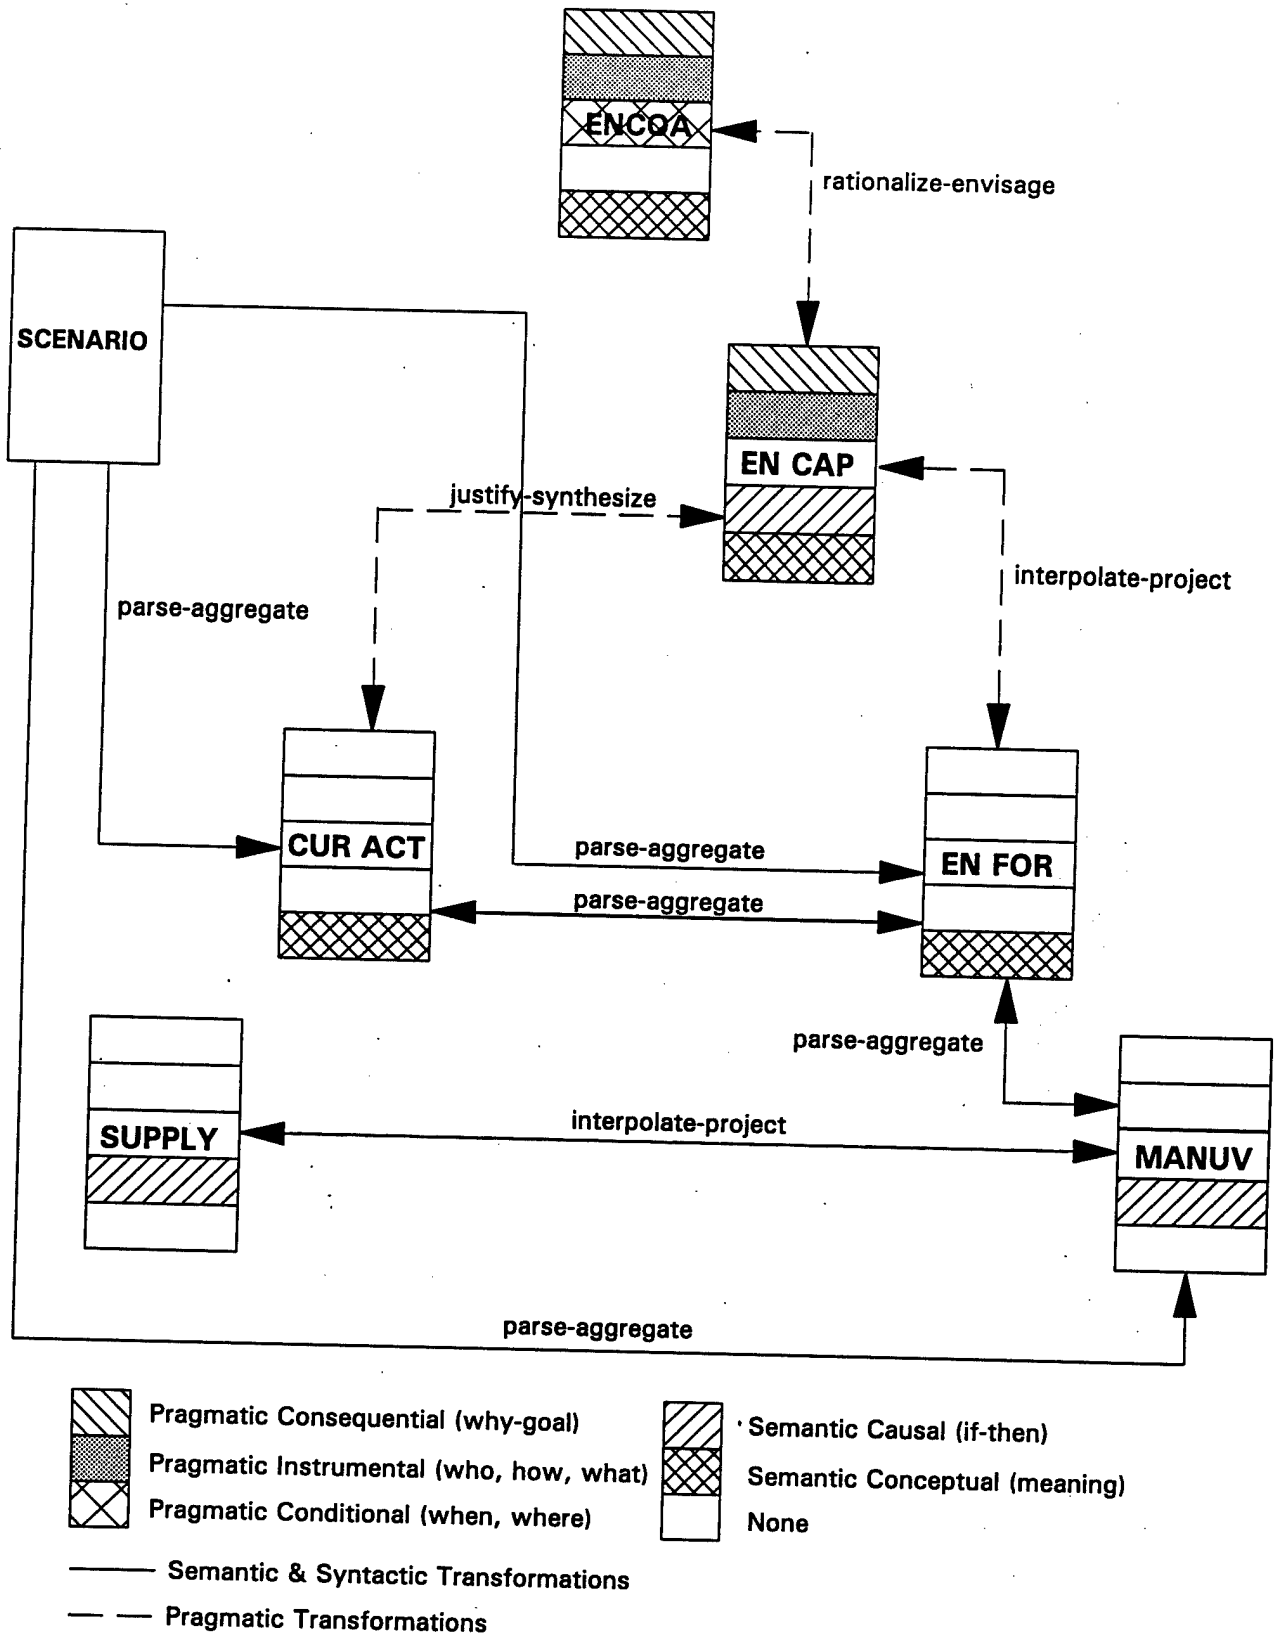 ENCOA
rationalize-envisage
SCENARIO
EN CAP
justify-synthesize
interpolate-project
parse-aggregate
CUR ACT
parse-aggregate
EN FOR
parse-aggregate
parse-aggregate
SUPPLY
interpolate-project
MANUV
parse-aggregate
Pragmatic Consequential (why-goal)
Pragmatic Instrumental (who, how, what)
Pragmatic Conditional (when, where)
Semantic Causal (if-then)
Semantic Conceptual (meaning)
None
Semantic & Syntactic Transformations
Pragmatic Transformations